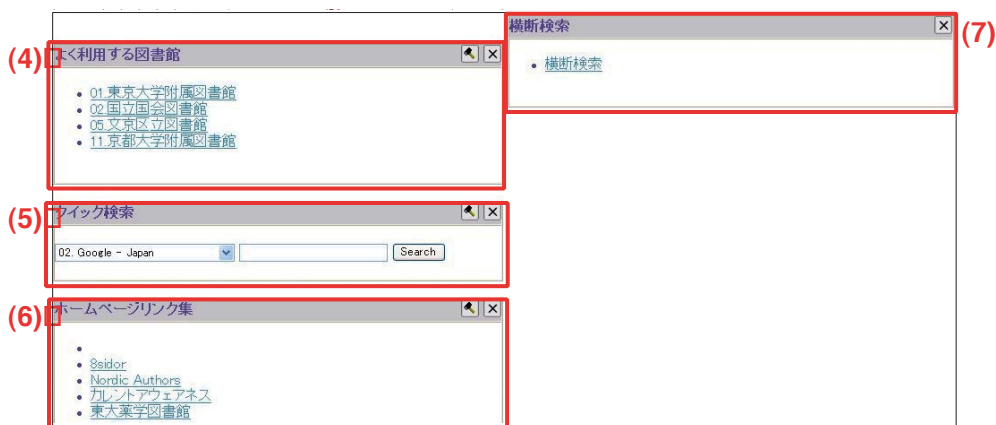 (4)
よく利用する図書館
01.東京大学附属図書館
02.国立国会図書館
05.文京区立図書館
11.京都大学附属図書館
(5)
クイック検索
02. Google - Japan
Search
(6)
ホームページリンク集
8sidor
Nordic Authors
カレントアウェアネス
東大薬学図書館
横断検索
(7)
横断検索